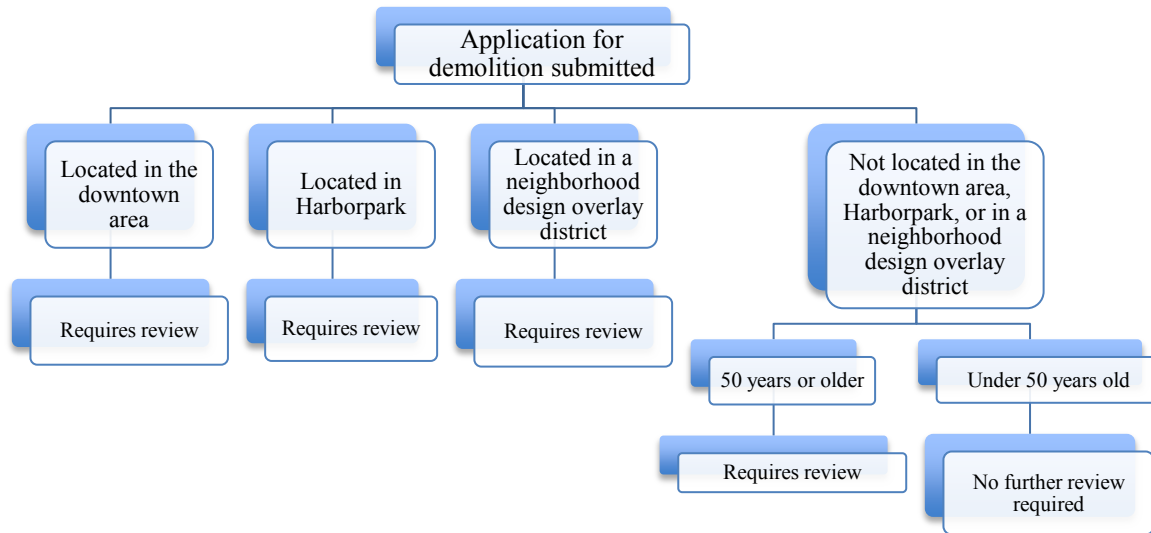 Application for
demolition submitted
Located in the
downtown
area
Located in
Harborpark
Located in a
neighborhood
design overlay
district
Not located in the
downtown area,
Harborpark, or in a
neighborhood
design overlay
district
Requires review
Requires review
Requires review
50 years or older
Under 50 years old
Requires review
No further review
required